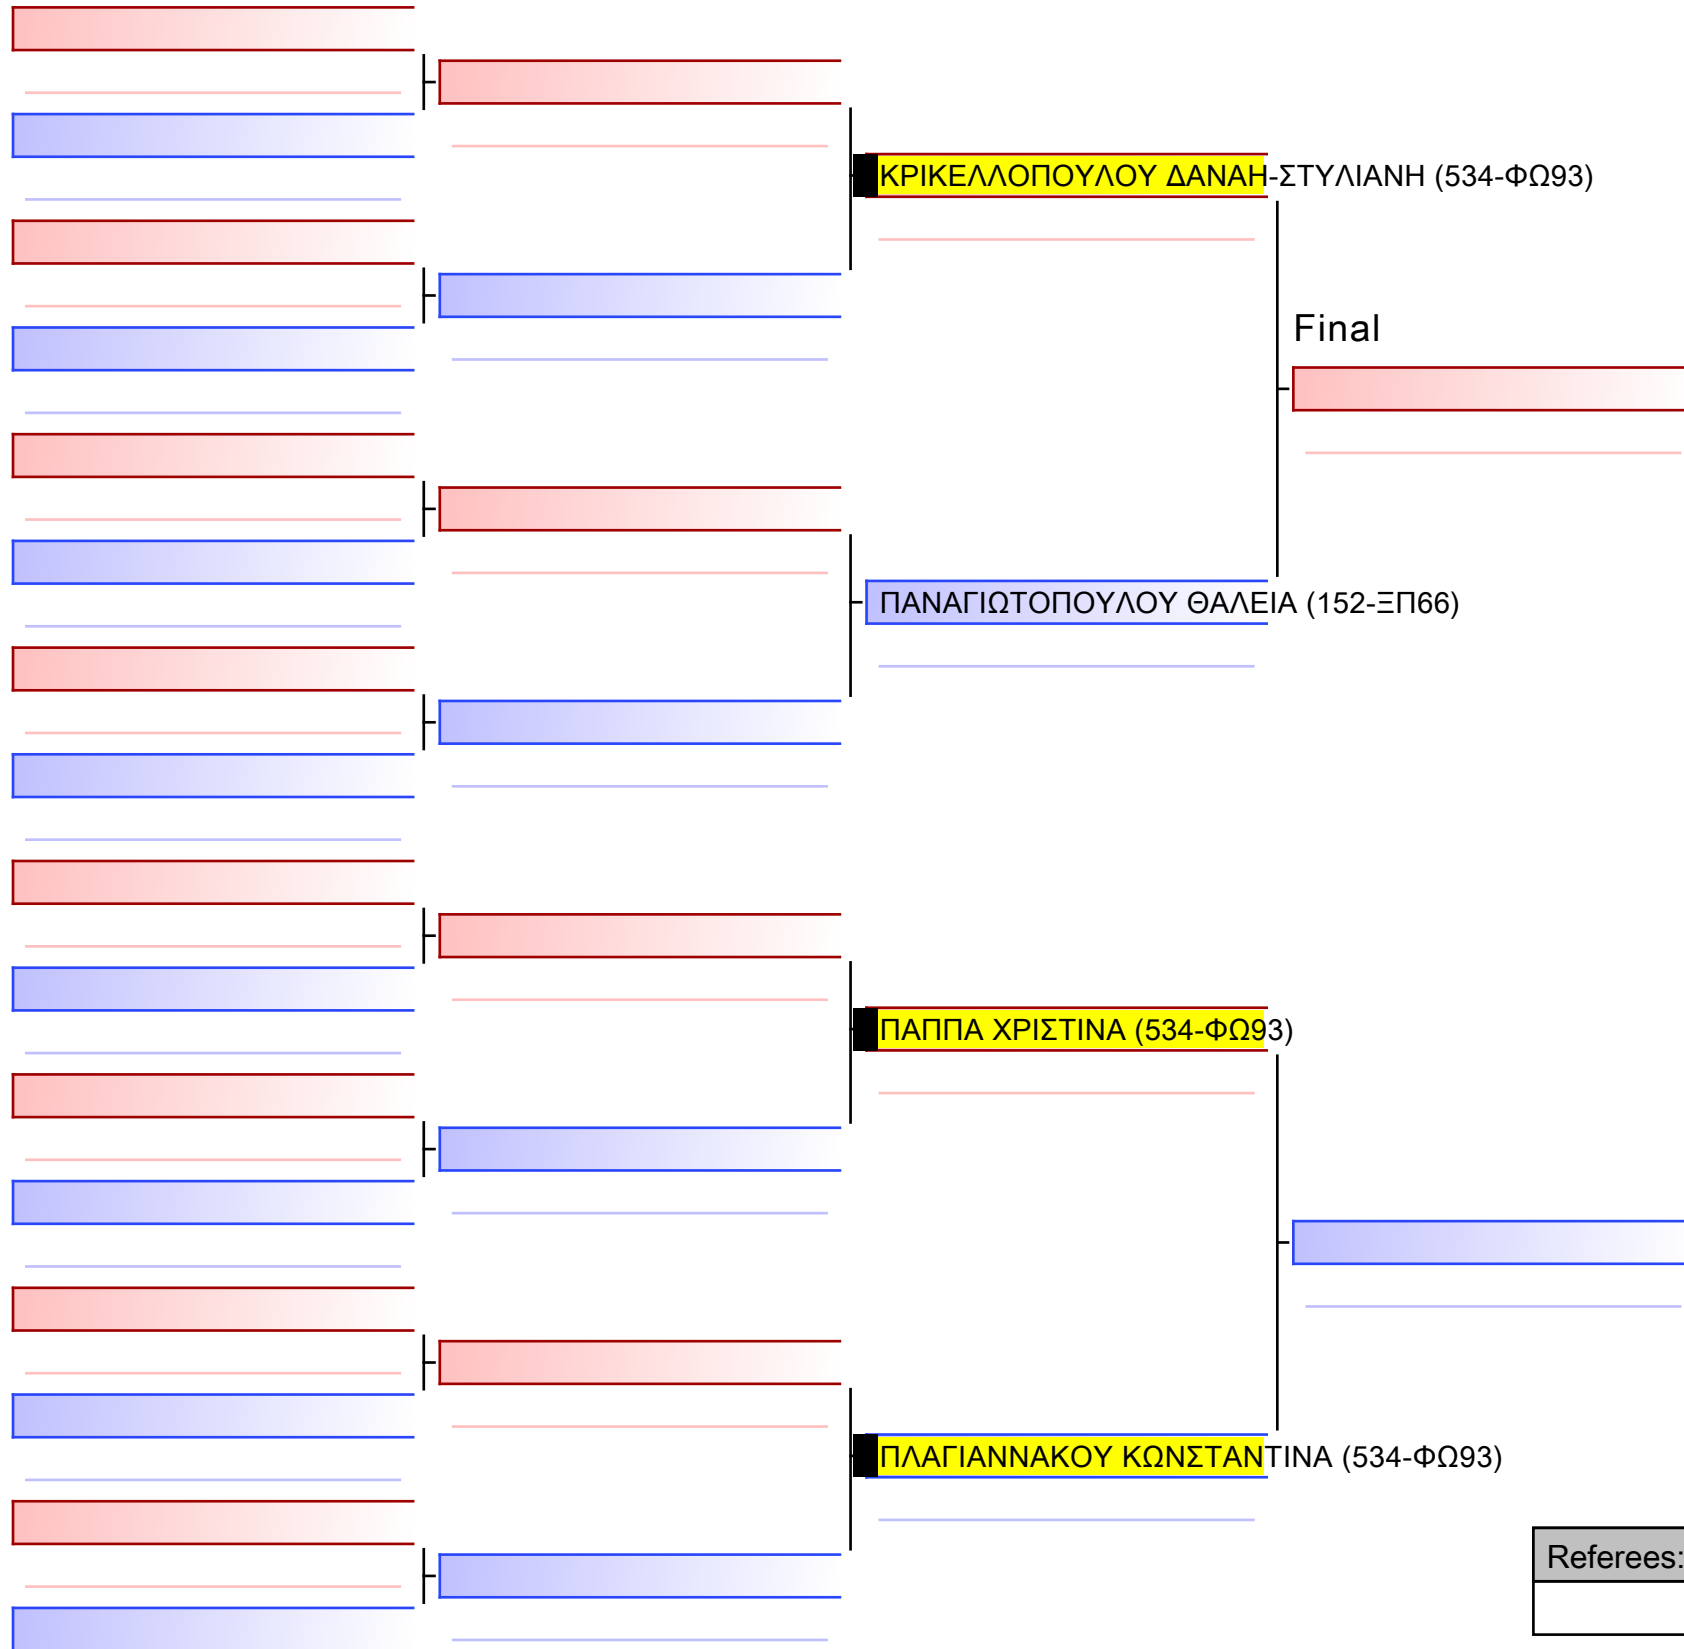 ΚΡΙΚΕΛΛΟΠΟΥΛΟΥ ΔΑΝΑΗ-ΣΤΥΛΙΑΝΗ (534-ΦΩ93)
Final
ΠΑΝΑΓΙΩΤΟΠΟΥΛΟΥ ΘΑΛΕΙΑ (152-ΞΠ66)
ΠΑΠΠΑ ΧΡΙΣΤΙΝΑ (534-ΦΩ93)
ΠΛΑΓΙΑΝΝΑΚΟΥ ΚΩΝΣΤΑΝΤΙΝΑ (534-ΦΩ93)
Referees: